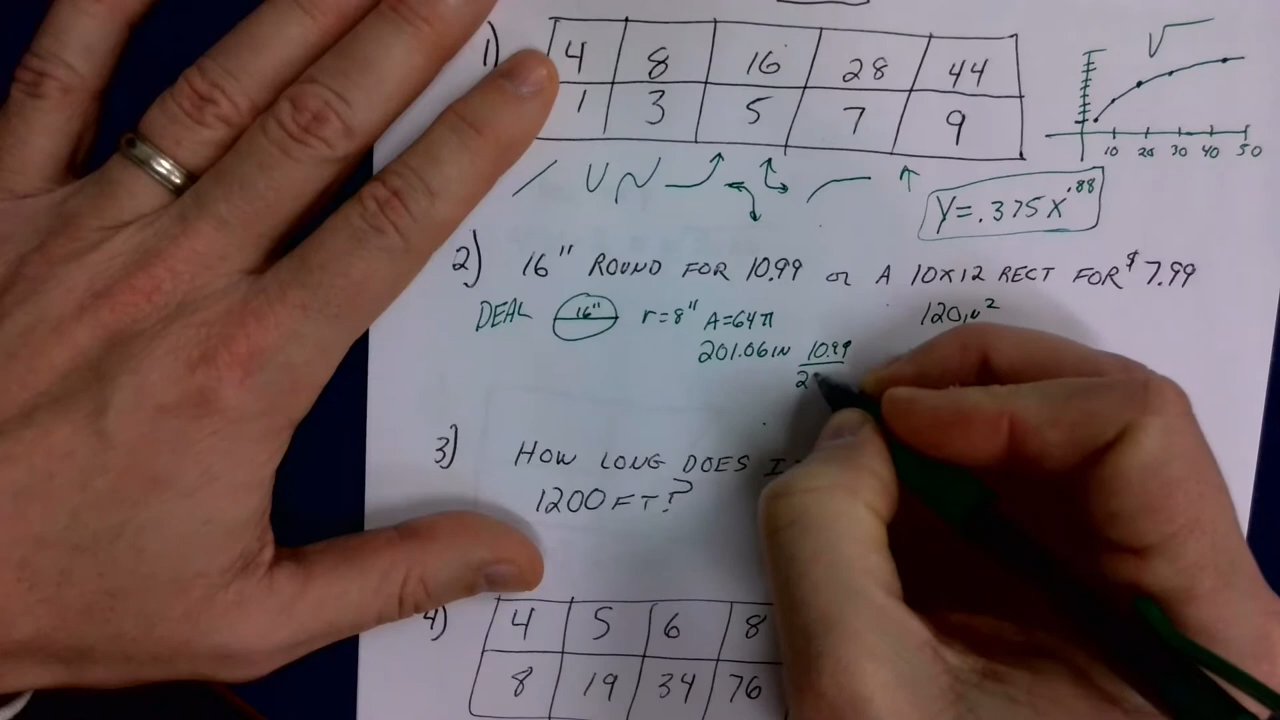 1) 4 8 16 28 44
1 3 5 7 9
√
10 20 30 40 50
y = .375x^.88
2) 16" ROUND FOR 10.99 or A 10x12 RECT FOR $7.99
DEAL 16" r = 8" A = 64π 120in²
201.06in 10.99
2
3) HOW LONG DOES
1200FT?
4) 4 5 6 8
8 19 34 76